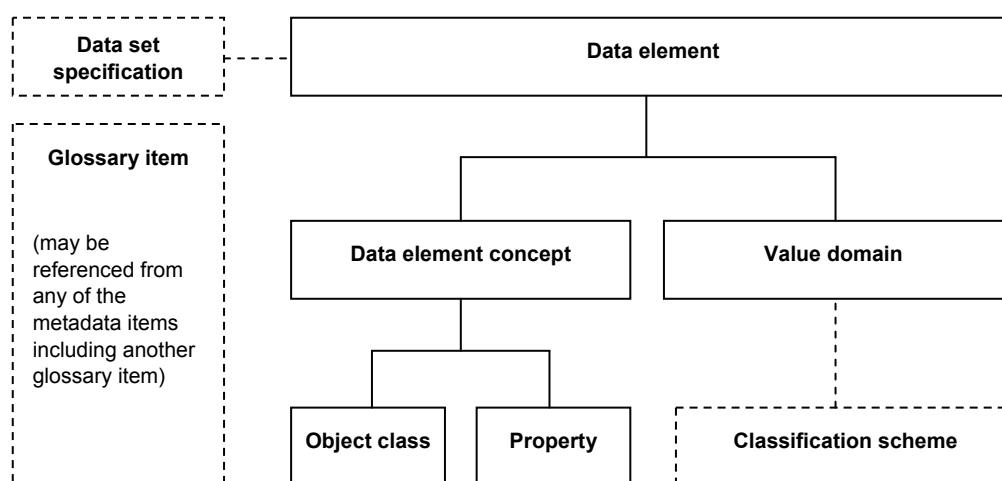 Data set
specification
Data element
Glossary item
(may be
referenced from
any of the
metadata items
including another
glossary item)
Data element concept
Value domain
Object class
Property
Classification scheme